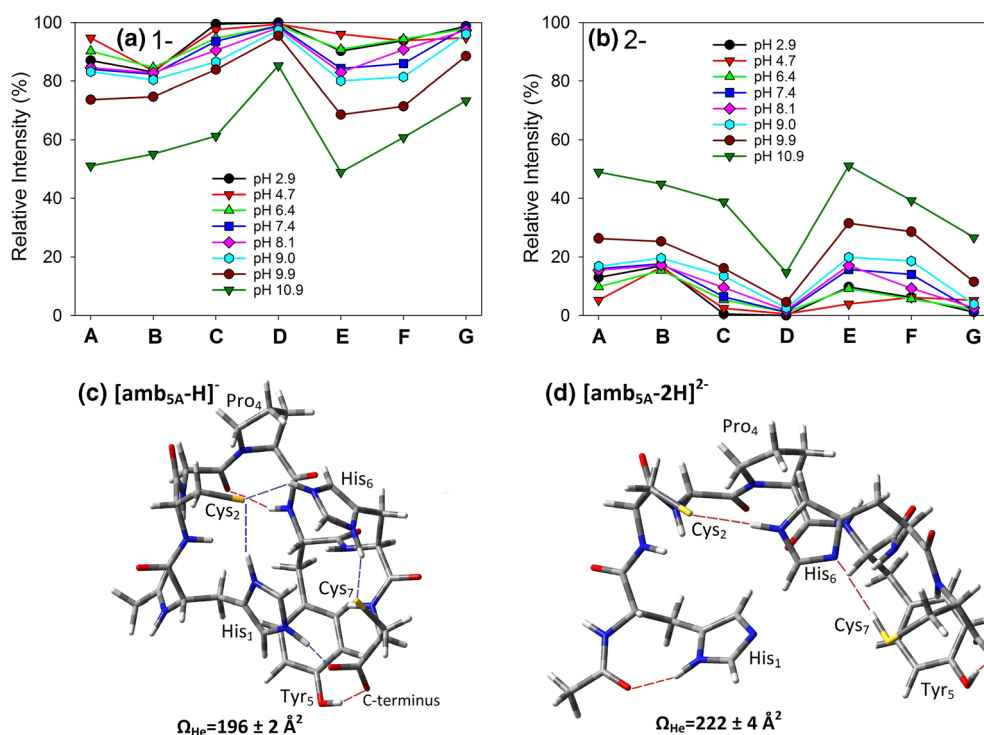 (a) 1-
Relative Intensity (%)
100
80
60
40
20
0
pH 2.9
pH 4.7
pH 6.4
pH 7.4
pH 8.1
pH 9.0
pH 9.9
pH 10.9
A B C D E F G
(b) 2-
Relative Intensity (%)
100
80
60
40
20
0
pH 2.9
pH 4.7
pH 6.4
pH 7.4
pH 8.1
pH 9.0
pH 9.9
pH 10.9
A B C D E F G
(c) [amb5A-H]-
Pro4
His6
Cys2
Cys7
His1
Tyr5
C-terminus
ΩHe=196 ± 2 Å2
(d) [amb5A-2H]2-
Pro4
Cys2
His6
Cys7
His1
Tyr5
ΩHe=222 ± 4 Å2